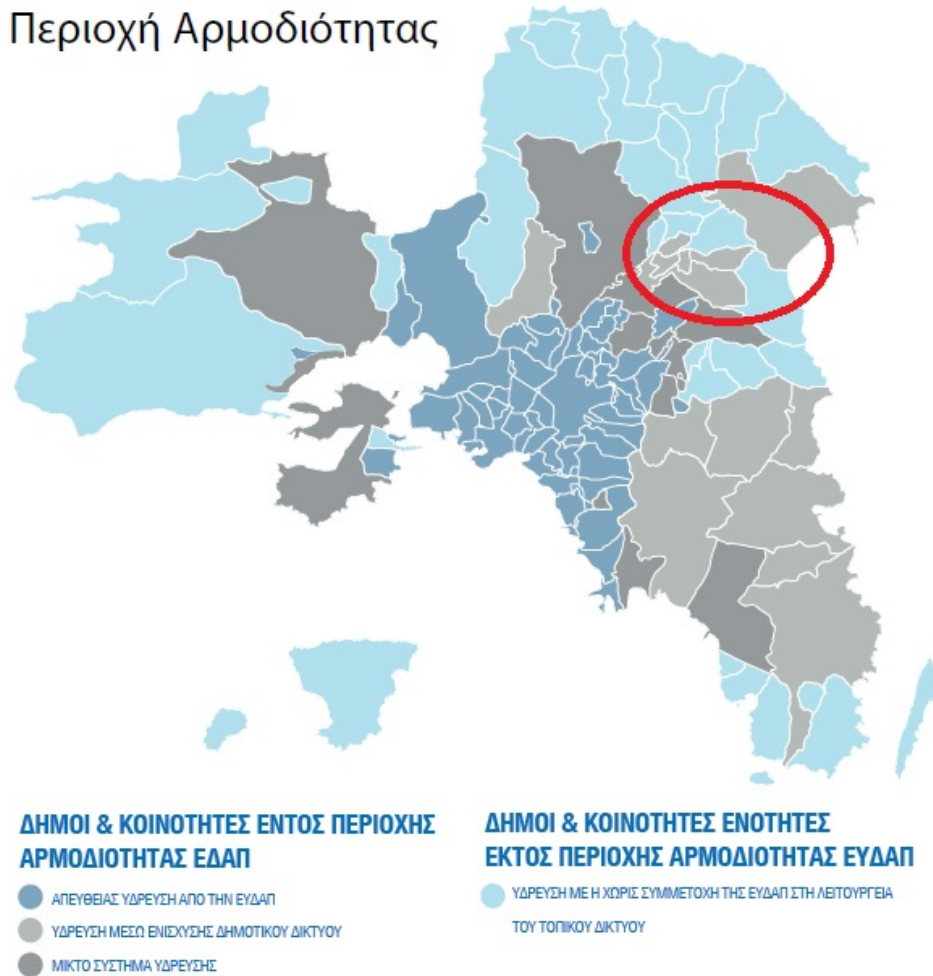 Περιοχή Αρμοδιότητας
ΔΗΜΟΙ & ΚΟΙΝΟΤΗΤΕΣ ΕΝΤΟΣ ΠΕΡΙΟΧΗΣ
ΑΡΜΟΔΙΟΤΗΤΑΣ ΕΔΑΠ
ΑΠΕΥΘΕΙΑΣ ΥΔΡΕΥΣΗ ΑΠΟ ΤΗΝ ΕΥΔΑΠ
ΥΔΡΕΥΣΗ ΜΕΣΩ ΕΝΙΣΧΥΣΗΣ ΔΗΜΟΤΙΚΟΥ ΔΙΚΤΥΟΥ
ΜΙΚΤΟ ΣΥΣΤΗΜΑ ΥΔΡΕΥΣΗΣ
ΔΗΜΟΙ & ΚΟΙΝΟΤΗΤΕΣ ΕΝΟΤΗΤΕΣ
ΕΚΤΟΣ ΠΕΡΙΟΧΗΣ ΑΡΜΟΔΙΟΤΗΤΑΣ ΕΥΔΑΠ
ΥΔΡΕΥΣΗ ΜΕ Η ΧΩΡΙΣ ΣΥΜΜΕΤΟΧΗ ΤΗΣ ΕΥΔΑΠ ΣΤΗ ΛΕΙΤΟΥΡΓΕΙΑ
ΤΟΥ ΤΟΠΙΚΟΥ ΔΙΚΤΥΟΥ